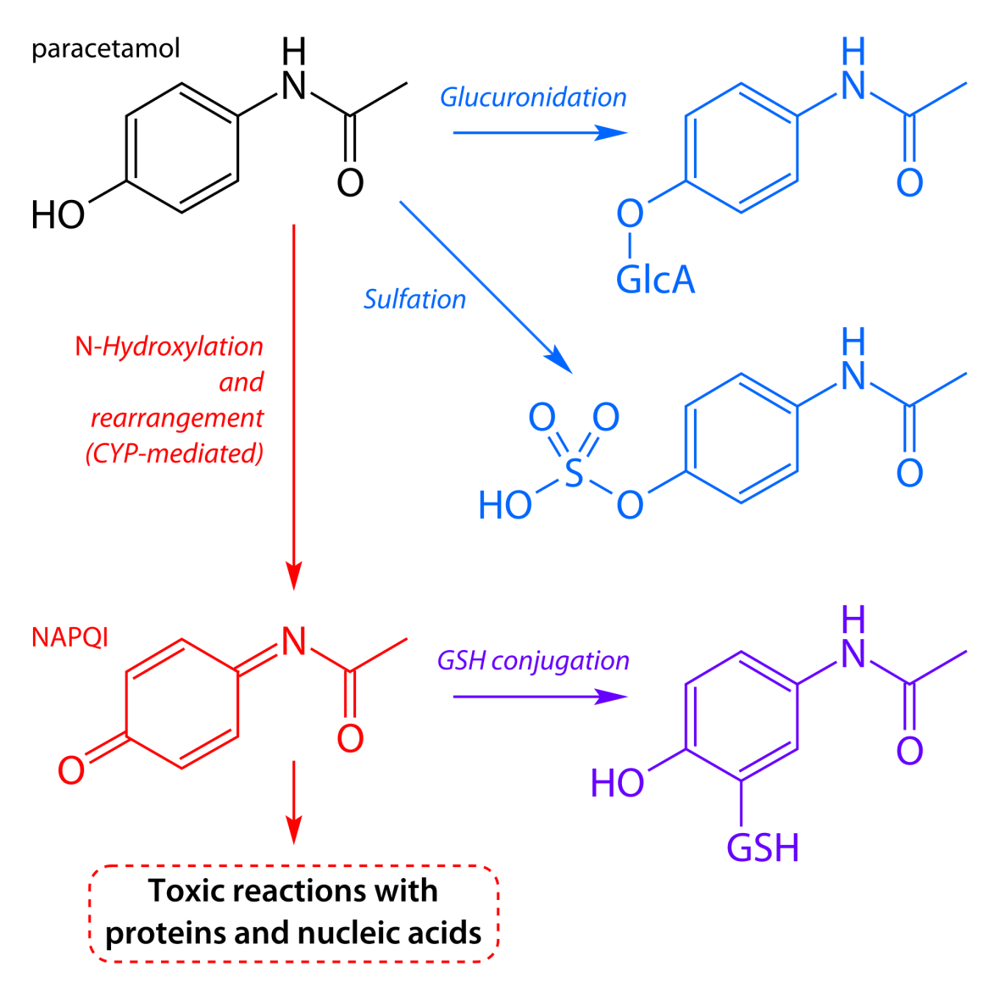 paracetamol
H
N
O
HO
Glucuronidation
H
N
O
O
GlcA
Sulfation
N-Hydroxylation
and
rearrangement
(CYP-mediated)
H
N
O
O O
S
HO O
NAPQI
N
O
O
GSH conjugation
H
N
O
HO
GSH
Toxic reactions with
proteins and nucleic acids